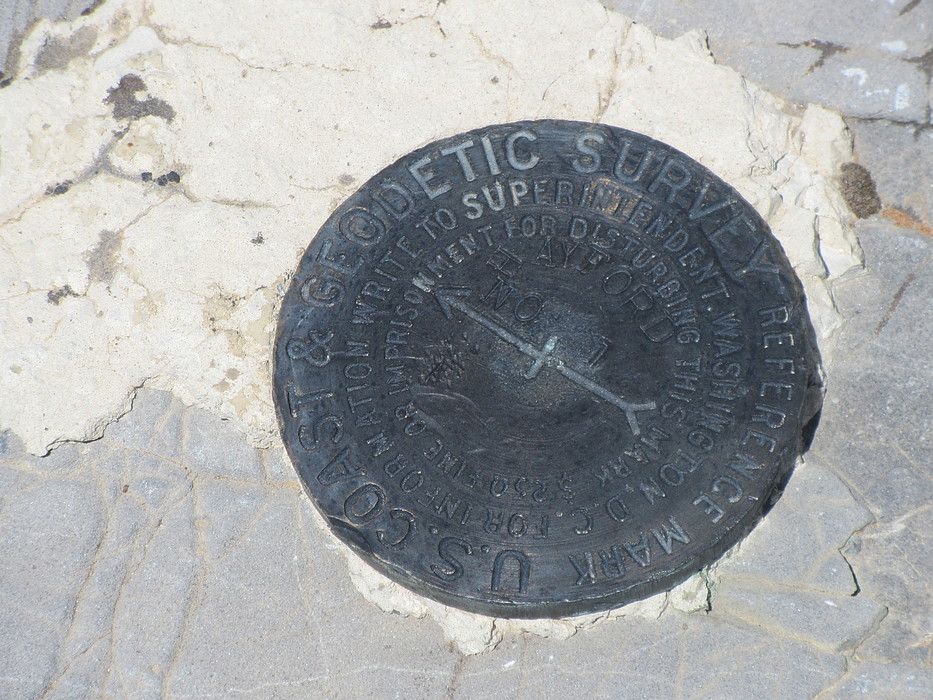 U.S. COAST & GEODETIC SURVEY REFERENCE MARK
FOR INFORMATION WRITE TO SUPERINTENDENT. WASHINGTON D.C.
$250 FINE OR IMPRISONMENT FOR DISTURBING THIS MARK
HAYFORD
NO 1